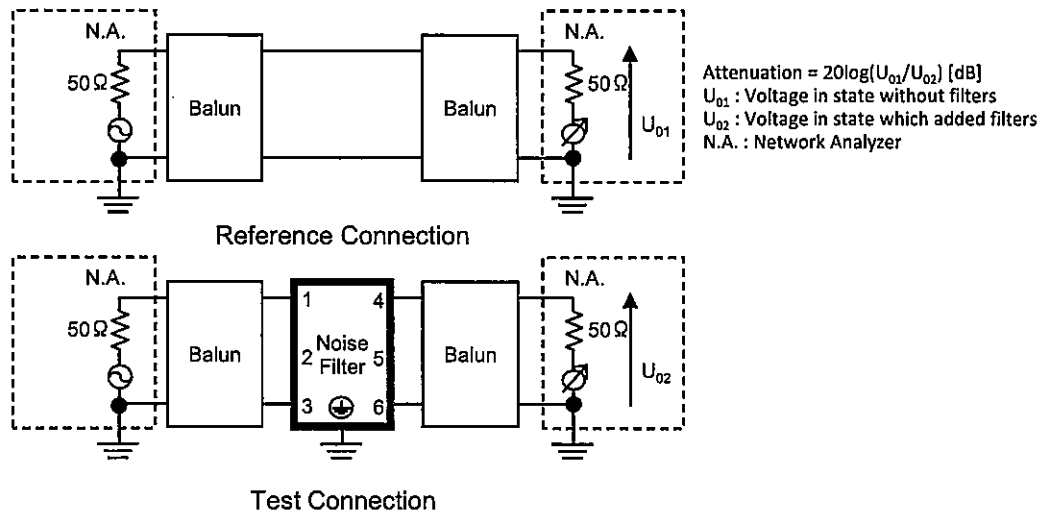 N.A.
50Ω
Balun
Balun
N.A.
50Ω
U01
Attenuation = 20log(U01/U02) [dB]
U01 : Voltage in state without filters
U02 : Voltage in state which added filters
N.A. : Network Analyzer
Reference Connection
N.A.
50Ω
Balun
1 4
2 Noise Filter 5
3 6
Balun
N.A.
50Ω
U02
Test Connection